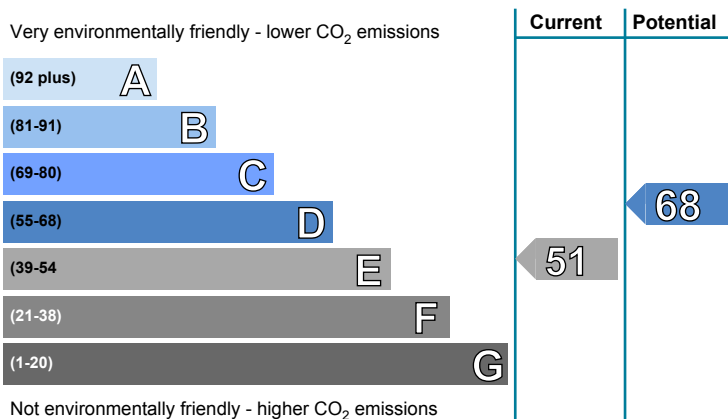 Very environmentally friendly - lower CO₂ emissions
Current
Potential
(92 plus) A
(81-91) B
(69-80) C
(55-68) D
(39-54 E
(21-38) F
(1-20) G
51
68
Not environmentally friendly - higher CO₂ emissions